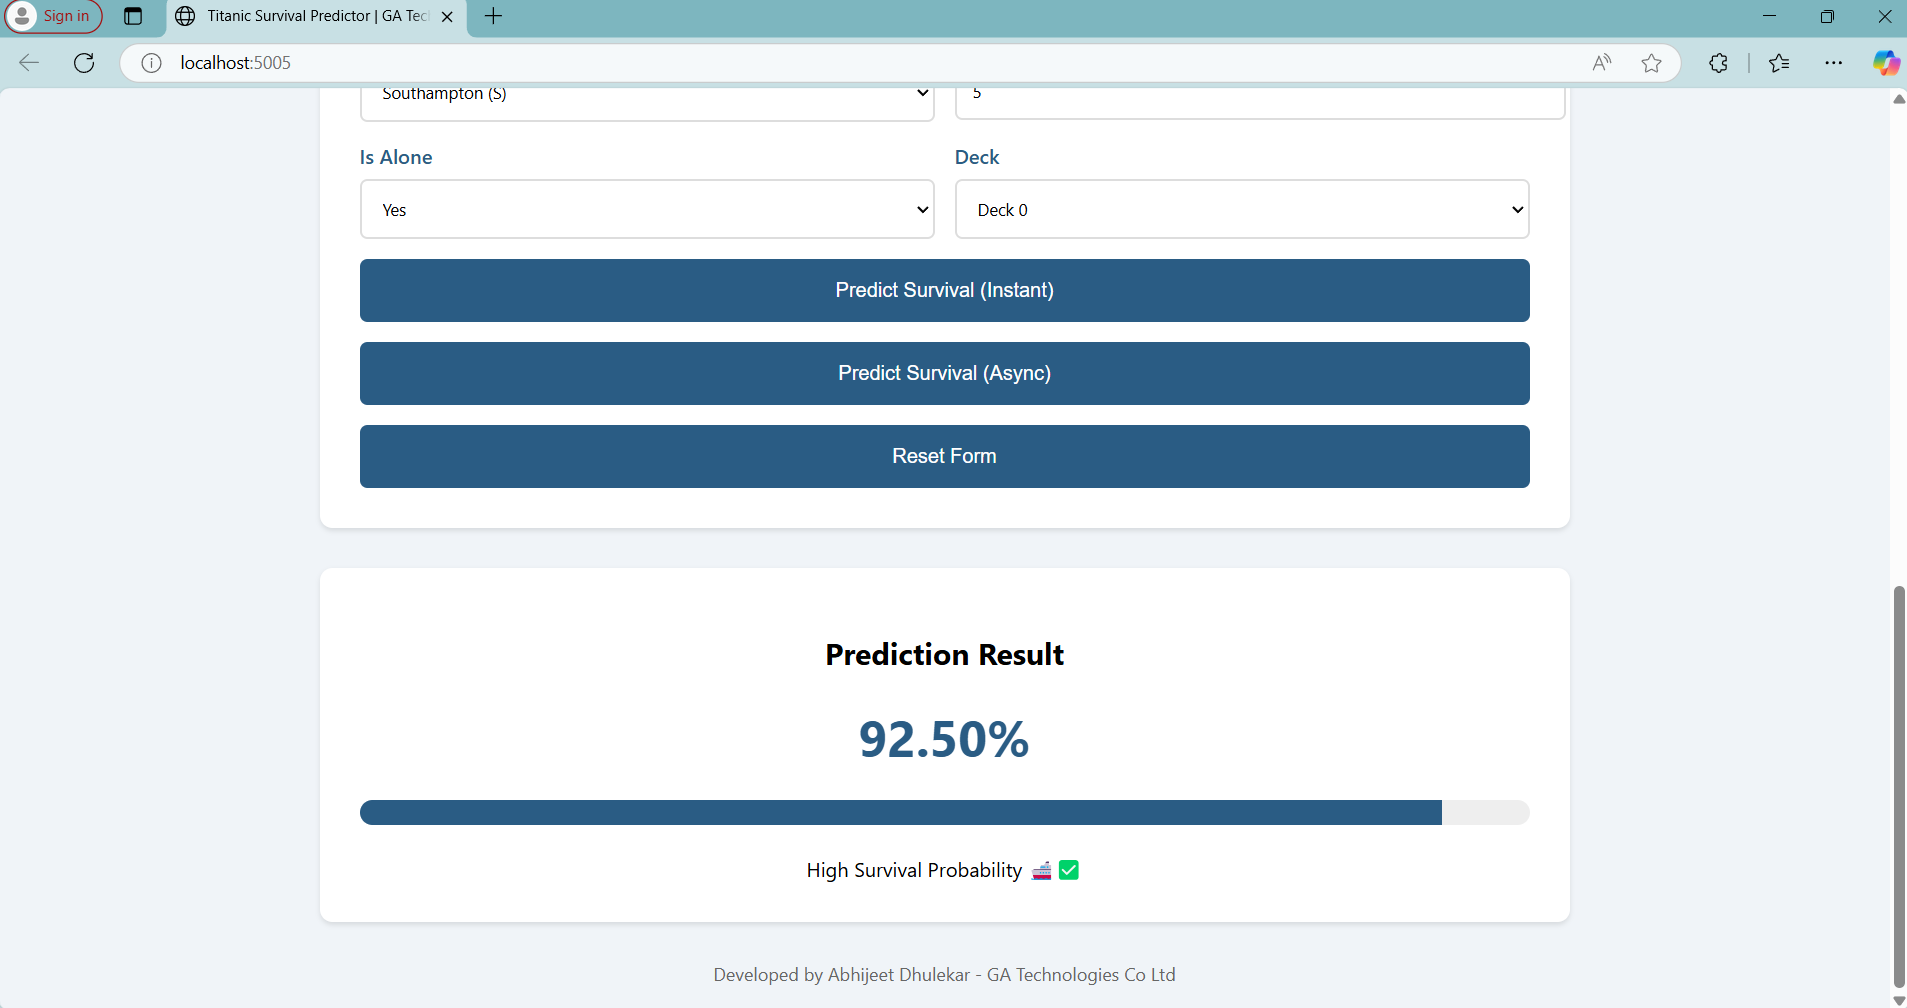 Sign in
Titanic Survival Predictor | GA Tec
localhost:5005
Southampton (S)
5
Is Alone
Deck
Yes
Deck 0
Predict Survival (Instant)
Predict Survival (Async)
Reset Form
Prediction Result
92.50%
High Survival Probability 🚢 ✅
Developed by Abhijeet Dhulekar - GA Technologies Co Ltd